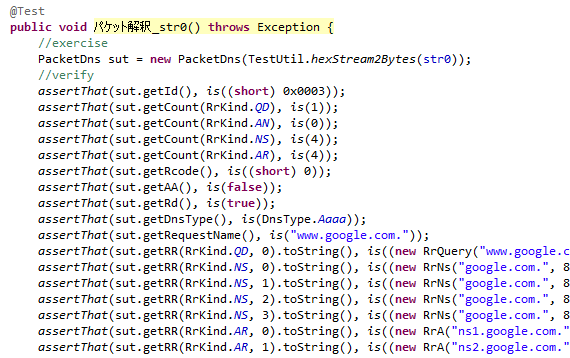 @Test
public void パケット解釈_str0() throws Exception {
//exercise
PacketDns sut = new PacketDns(TestUtil.hexStream2Bytes(str0));
//verify
assertThat(sut.getId(), is((short) 0x0003));
assertThat(sut.getCount(RrKind.QD), is(1));
assertThat(sut.getCount(RrKind.AN), is(0));
assertThat(sut.getCount(RrKind.NS), is(4));
assertThat(sut.getCount(RrKind.AR), is(4));
assertThat(sut.getRcode(), is((short) 0));
assertThat(sut.getAA(), is(false));
assertThat(sut.getRd(), is(true));
assertThat(sut.getDnsType(), is(DnsType.Aaaa));
assertThat(sut.getRequestName(), is("www.google.com."));
assertThat(sut.getRR(RrKind.QD, 0).toString(), is((new RrQuery("www.google.c
assertThat(sut.getRR(RrKind.NS, 0).toString(), is((new RrNs("google.com.", 8
assertThat(sut.getRR(RrKind.NS, 1).toString(), is((new RrNs("google.com.", 8
assertThat(sut.getRR(RrKind.NS, 2).toString(), is((new RrNs("google.com.", 8
assertThat(sut.getRR(RrKind.NS, 3).toString(), is((new RrNs("google.com.", 8
assertThat(sut.getRR(RrKind.AR, 0).toString(), is((new RrA("ns1.google.com."
assertThat(sut.getRR(RrKind.AR, 1).toString(), is((new RrA("ns2.google.com."